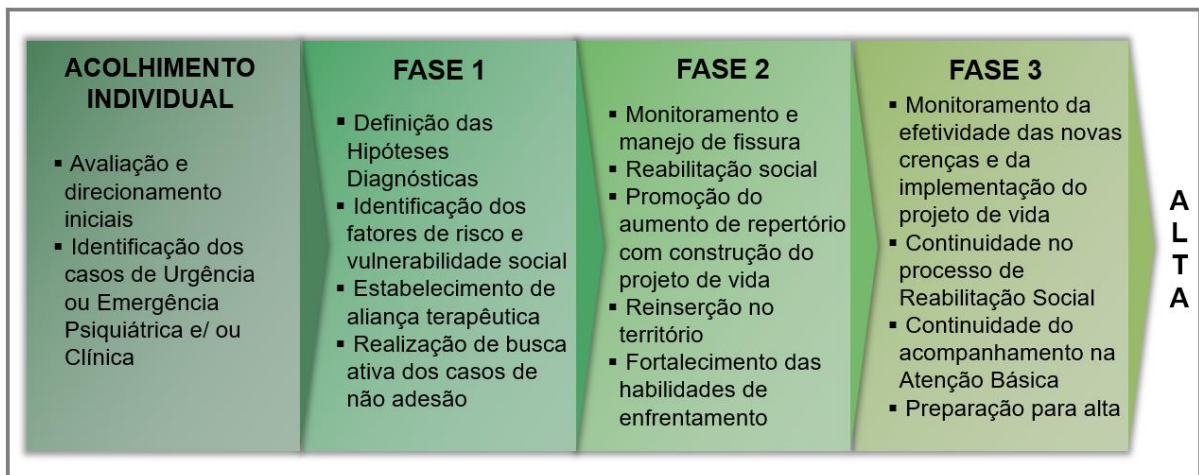 ACOLHIMENTO
INDIVIDUAL
▪ Avaliação e
direcionamento
iniciais
▪ Identificação dos
casos de Urgência
ou Emergência
Psiquiátrica e/ ou
Clínica
FASE 1
▪ Definição das
Hipóteses
Diagnósticas
▪ Identificação dos
fatores de risco e
vulnerabilidade social
▪ Estabelecimento de
aliança terapêutica
▪ Realização de busca
ativa dos casos de
não adesão
FASE 2
▪ Monitoramento e
manejo de fissura
▪ Reabilitação social
▪ Promoção do
aumento de repertório
com construção do
projeto de vida
▪ Reinserção no
território
▪ Fortalecimento das
habilidades de
enfrentamento
FASE 3
▪ Monitoramento da
efetividade das novas
crenças e da
implementação do
projeto de vida
▪ Continuidade no
processo de
Reabilitação Social
▪ Continuidade do
acompanhamento na
Atenção Básica
▪ Preparação para alta
A
L
T
A